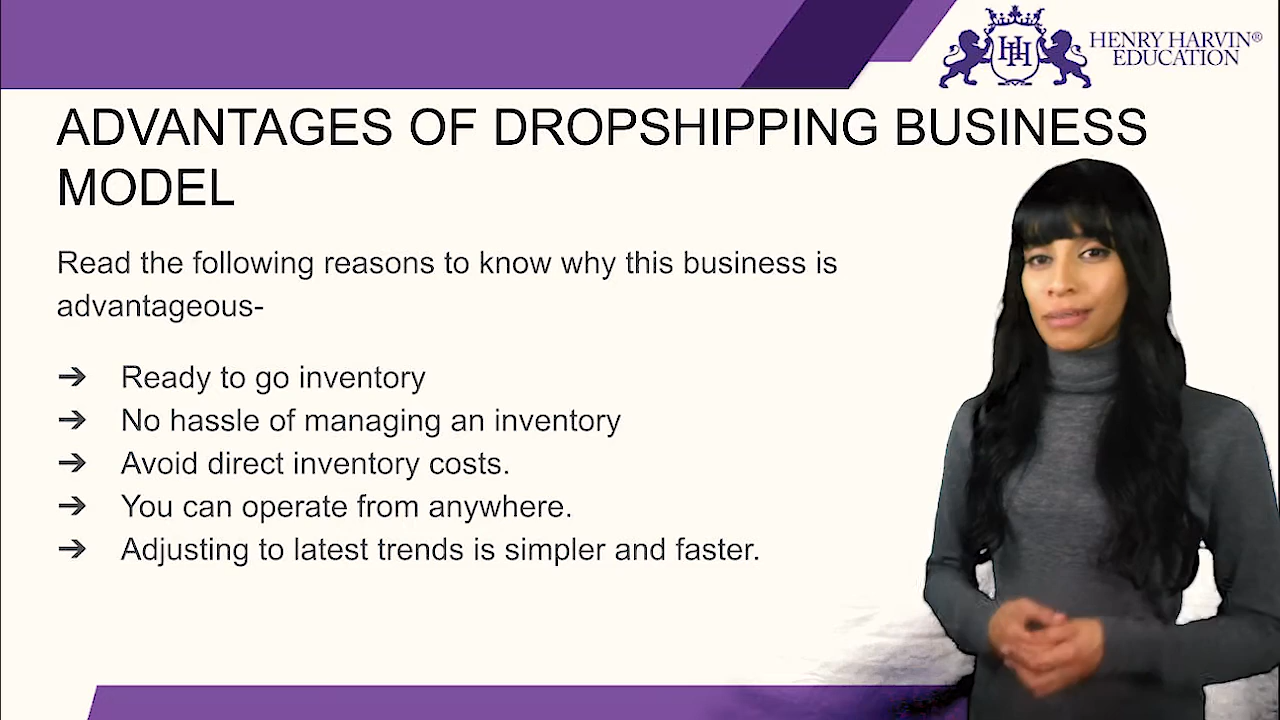 HENRY HARVIN®
EDUCATION
ADVANTAGES OF DROPSHIPPING BUSINESS
MODEL
Read the following reasons to know why this business is
advantageous-
➔ Ready to go inventory
➔ No hassle of managing an inventory
➔ Avoid direct inventory costs.
➔ You can operate from anywhere.
➔ Adjusting to latest trends is simpler and faster.